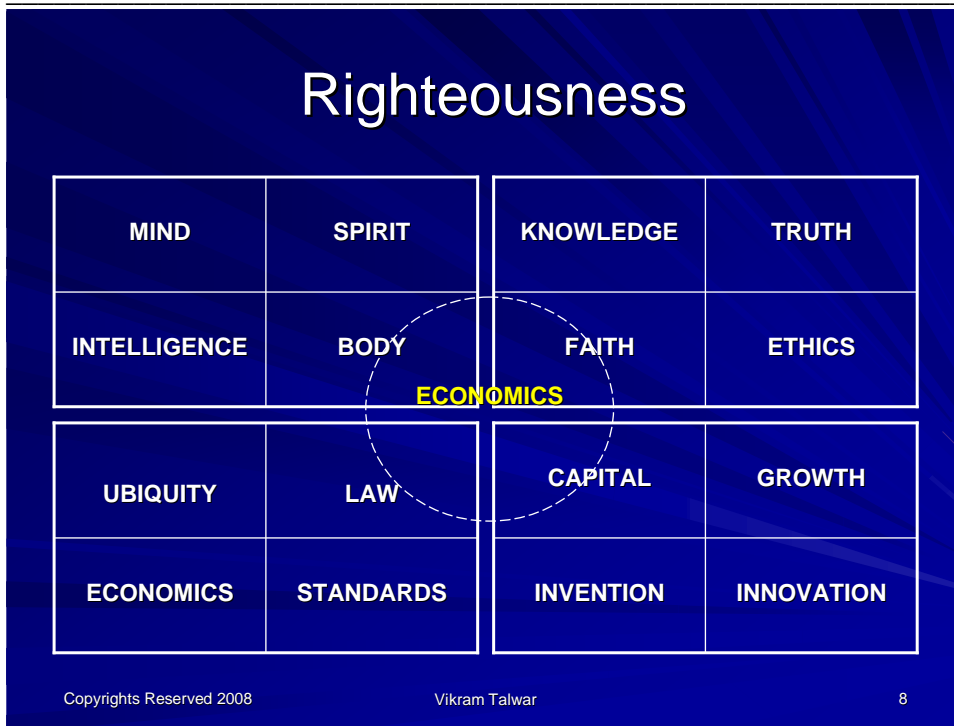 Righteousness
MIND SPIRIT KNOWLEDGE TRUTH
INTELLIGENCE BODY FAITH ETHICS
ECONOMICS
UBIQUITY LAW CAPITAL GROWTH
ECONOMICS STANDARDS INVENTION INNOVATION
Copyrights Reserved 2008 Vikram Talwar 8